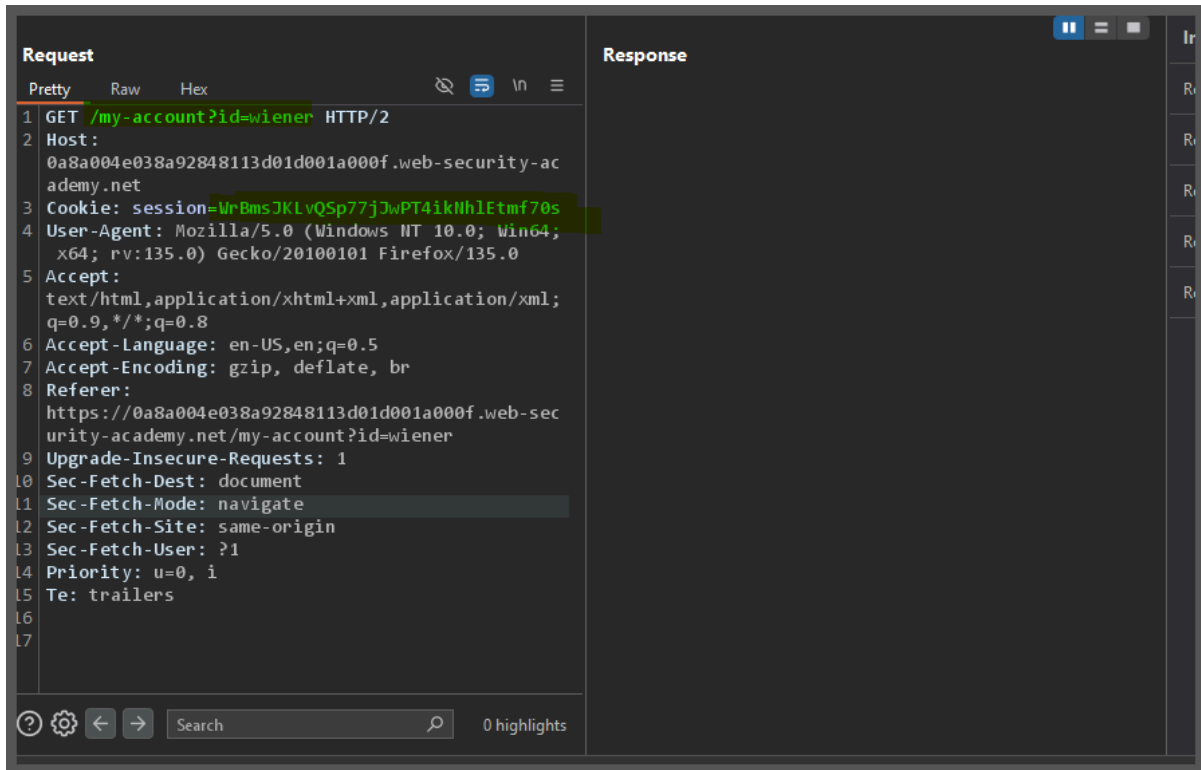 Request
Response
Pretty Raw Hex
\n
1 GET /my-account?id=wiener HTTP/2
2 Host:
0a8a004e038a92848113d01d001a000f.web-security-ac
ademy.net
3 Cookie: session=WrBmsJKLvQSp77jJwPT4ikNhlEtmf70s
4 User-Agent: Mozilla/5.0 (Windows NT 10.0; Win64;
x64; rv:135.0) Gecko/20100101 Firefox/135.0
5 Accept:
text/html,application/xhtml+xml,application/xml;
q=0.9,*/*;q=0.8
6 Accept-Language: en-US,en;q=0.5
7 Accept-Encoding: gzip, deflate, br
8 Referer:
https://0a8a004e038a92848113d01d001a000f.web-sec
urity-academy.net/my-account?id=wiener
9 Upgrade-Insecure-Requests: 1
10 Sec-Fetch-Dest: document
11 Sec-Fetch-Mode: navigate
12 Sec-Fetch-Site: same-origin
13 Sec-Fetch-User: ?1
14 Priority: u=0, i
15 Te: trailers
16
17
Search
0 highlights